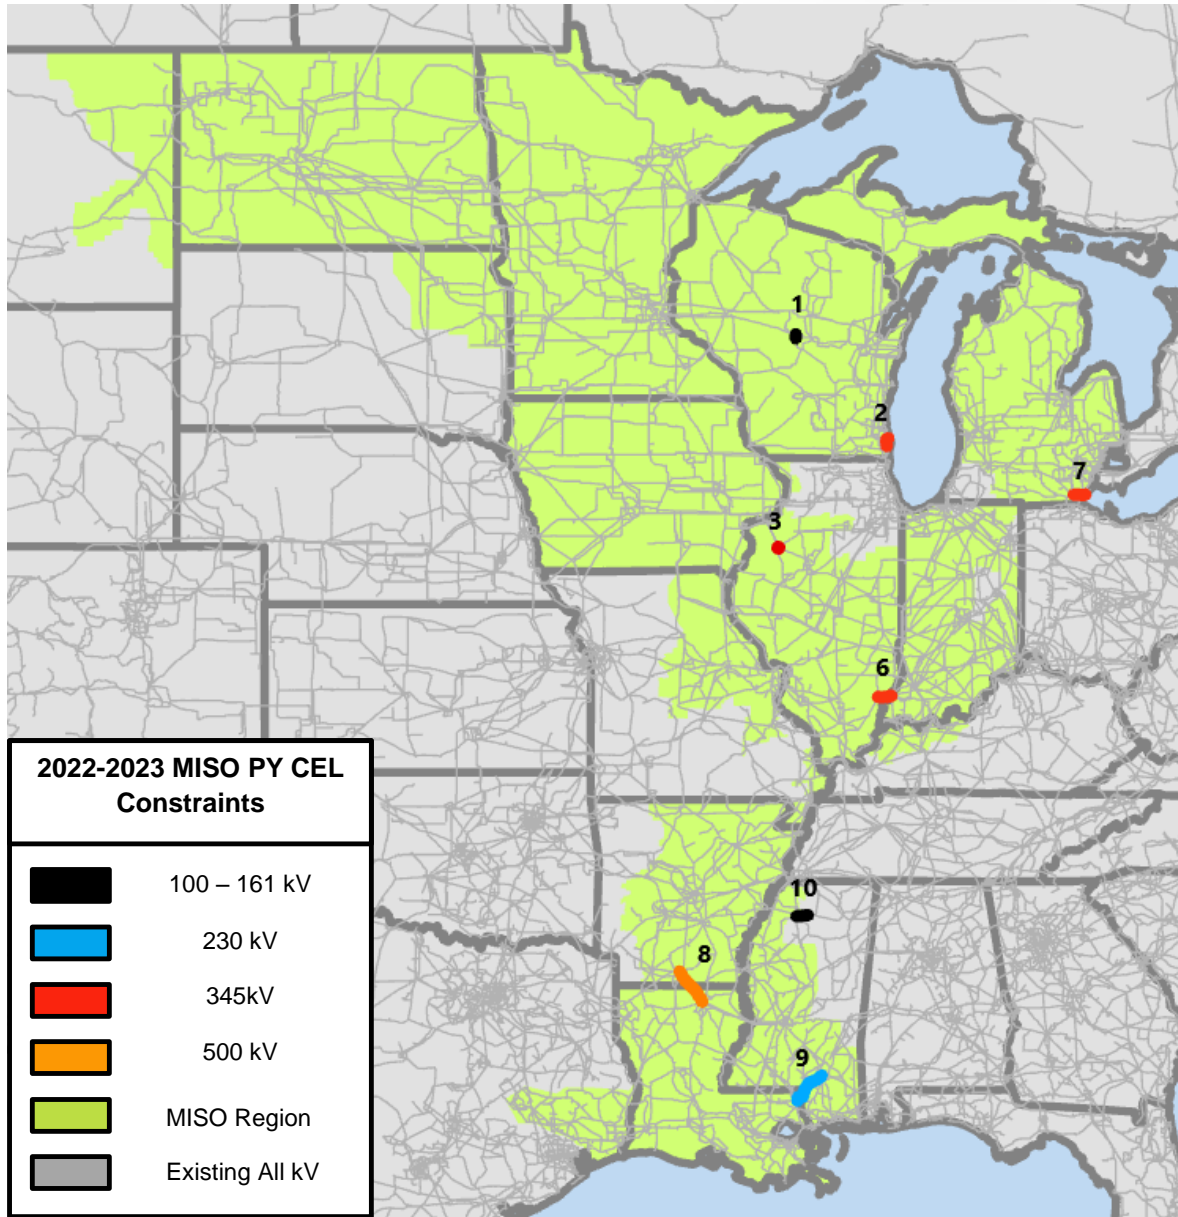 1
2
7
3
6
10
8
9
2022-2023 MISO PY CEL
Constraints
100 – 161 kV
230 kV
345kV
500 kV
MISO Region
Existing All kV